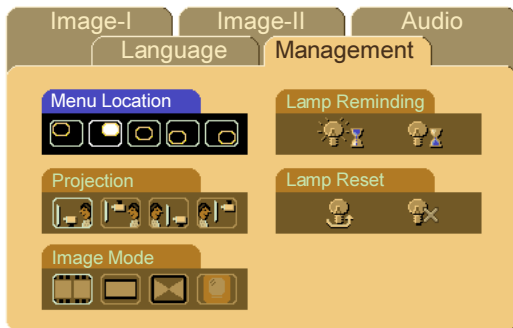 Image-I Image-II Audio
Language Management
Menu Location Lamp Reminding
Projection Lamp Reset
Image Mode